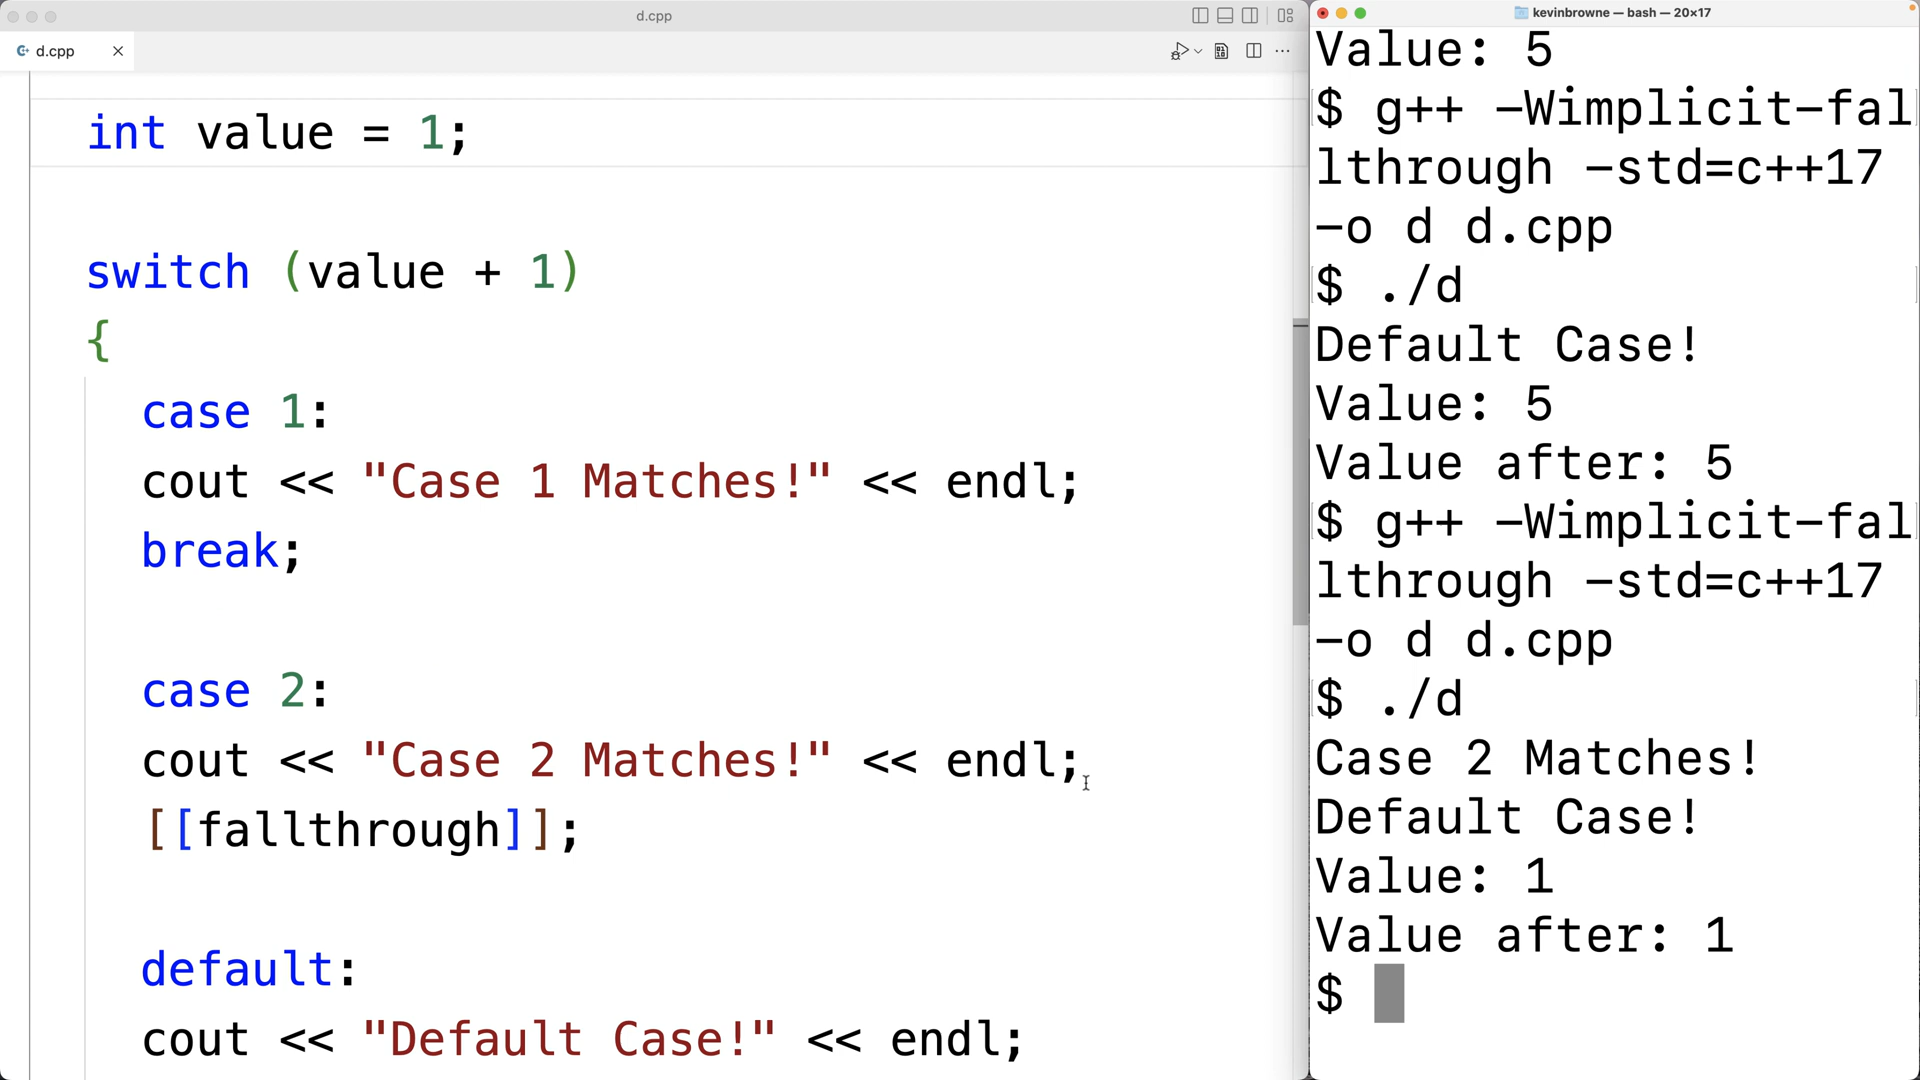 d.cpp
d.cpp
int value = 1;
switch (value + 1)
{
case 1:
cout << "Case 1 Matches!" << endl;
break;
case 2:
cout << "Case 2 Matches!" << endl;
[[fallthrough]];
default:
cout << "Default Case!" << endl;
kevinbrowne — bash — 20×17
Value: 5
$ g++ -Wimplicit-fal
lthrough -std=c++17
-o d d.cpp
$ ./d
Default Case!
Value: 5
Value after: 5
$ g++ -Wimplicit-fal
lthrough -std=c++17
-o d d.cpp
$ ./d
Case 2 Matches!
Default Case!
Value: 1
Value after: 1
$